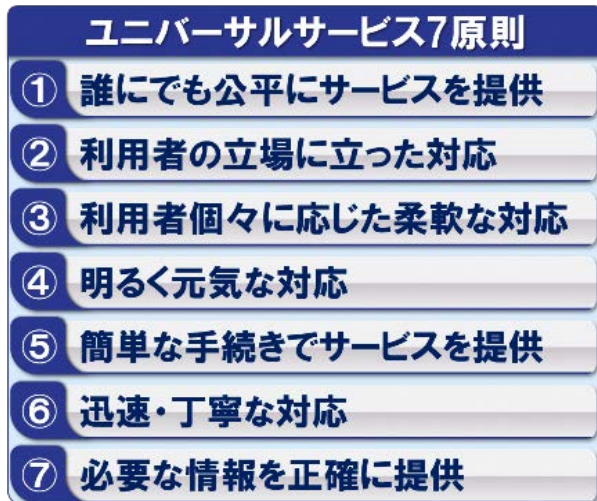 ユニバーサルサービス7原則
① 誰にでも公平にサービスを提供
② 利用者の立場に立った対応
③ 利用者個々に応じた柔軟な対応
④ 明るく元気な対応
⑤ 簡単な手続きでサービスを提供
⑥ 迅速・丁寧な対応
⑦ 必要な情報を正確に提供